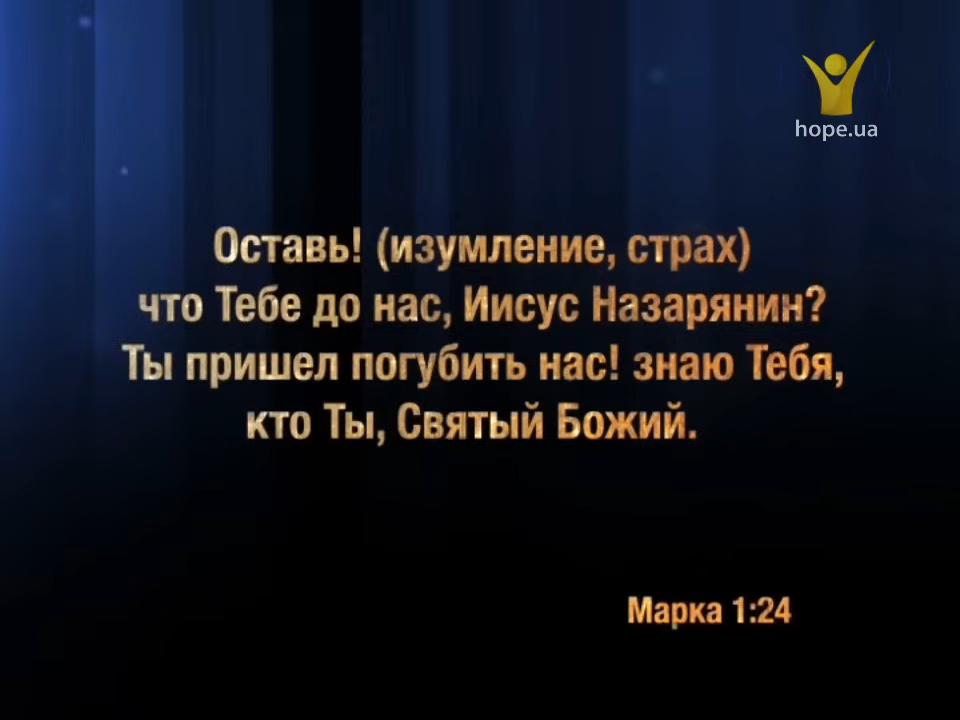 hope.ua
Оставь! (изумление, страх)
что Тебе до нас, Иисус Назарянин?
Ты пришел погубить нас! знаю Тебя,
кто Ты, Святый Божий.
Марка 1:24